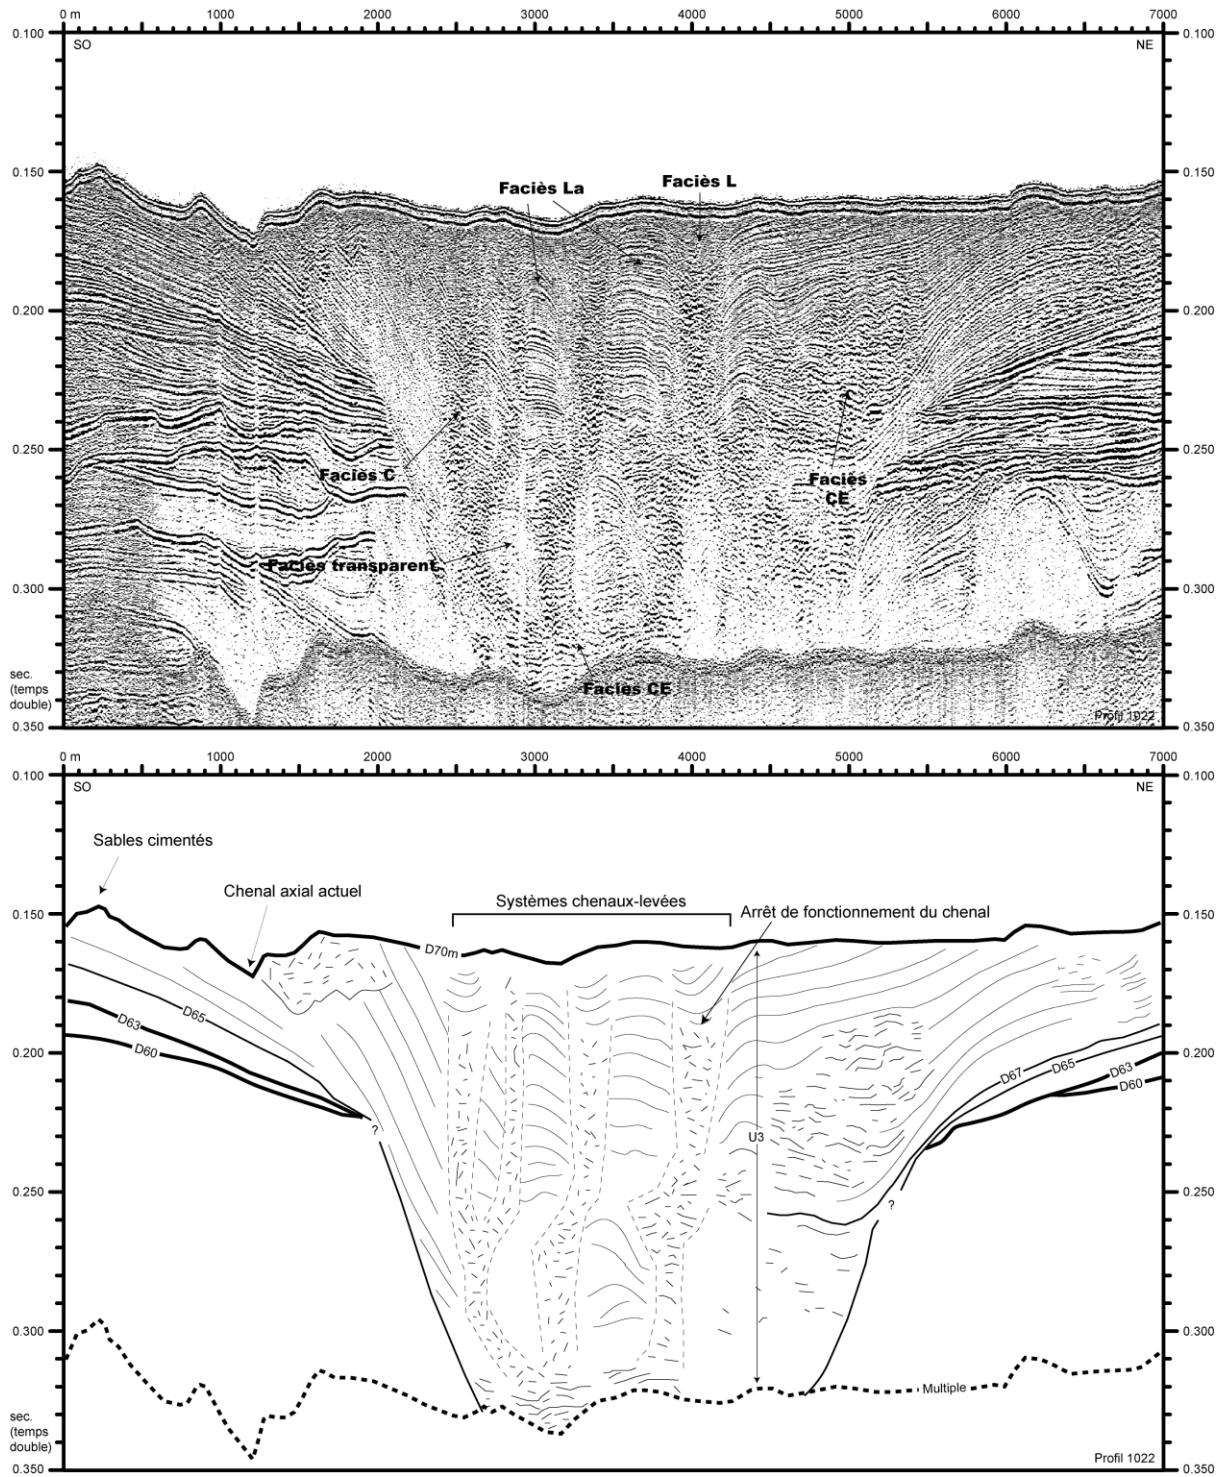 0 m 1000 2000 3000 4000 5000 6000 7000
0.100 0.100
SO NE
0.150 0.150
Faciès La Faciès L
0.200 0.200
0.250 0.250
Faciès C
Faciès
CE
Faciès transparent
0.300 0.300
sec.
(temps
double)
Faciès CE
Profil 1022
0.350 0.350
0 m 1000 2000 3000 4000 5000 6000 7000
0.100 0.100
SO NE
Sables cimentés
Chenal axial actuel
Systèmes chenaux-levées
Arrêt de fonctionnement du chenal
0.150 0.150
D70m
D65
D63
D60
0.200 0.200
D67
D65
D63
D60
?
U3
0.250 0.250
?
0.300 0.300
Multiple
sec.
(temps
double)
Profil 1022
0.350 0.350